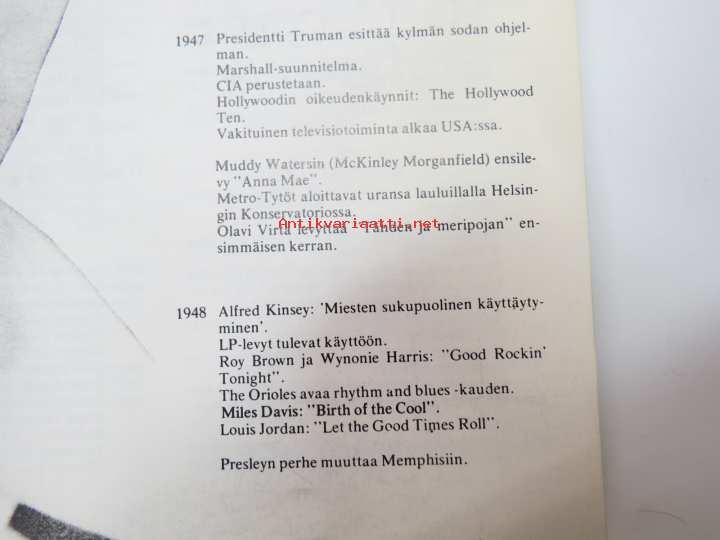 1947 Presidentti Truman esittää kylmän sodan ohjel-
man.
Marshall-suunnitelma.
CIA perustetaan.
Hollywoodin oikeudenkäynnit: The Hollywood
Ten.
Vakituinen televisiotoiminta alkaa USA:ssa.
Muddy Watersin (McKinley Morganfield) ensile-
vy "Anna Mae".
Metro-Tytöt aloittavat uransa lauluillalla Helsin-
gin Konservatoriossa.
Antikvariaatti.net
Olavi Virta levyttää "Tähden ja meripojan" en-
simmäisen kerran.
1948 Alfred Kinsey: 'Miesten sukupuolinen käyttäyty-
minen'.
LP-levyt tulevat käyttöön.
Roy Brown ja Wynonie Harris: "Good Rockin'
Tonight".
The Orioles avaa rhythm and blues -kauden.
Miles Davis: "Birth of the Cool".
Louis Jordan: "Let the Good Times Roll".
Presleyn perhe muuttaa Memphisiin.